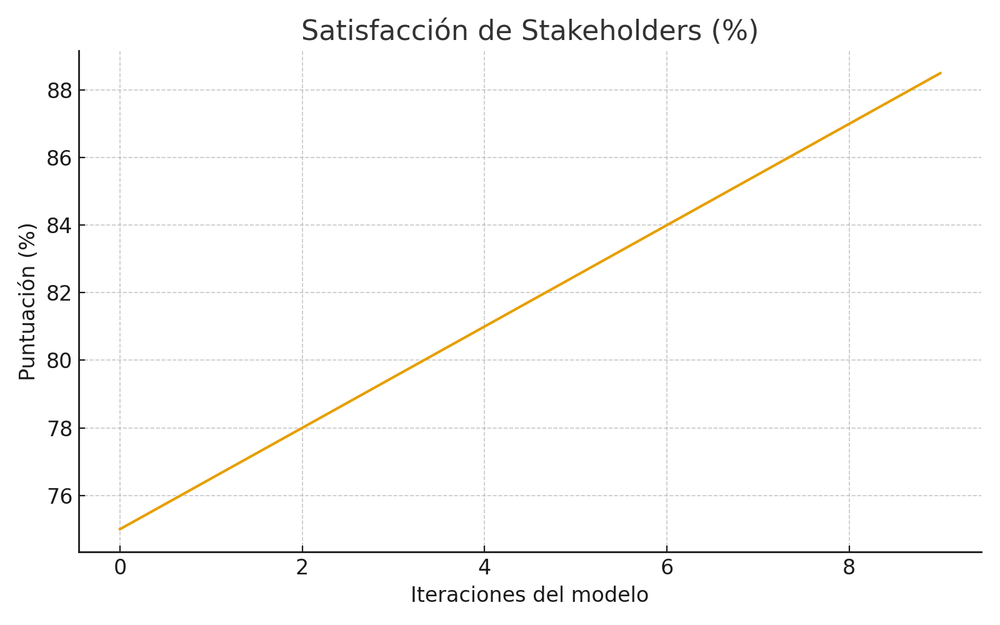 Satisfacción de Stakeholders (%)
88
86
84
82
80
78
76
Puntuación (%)
0 2 4 6 8
Iteraciones del modelo